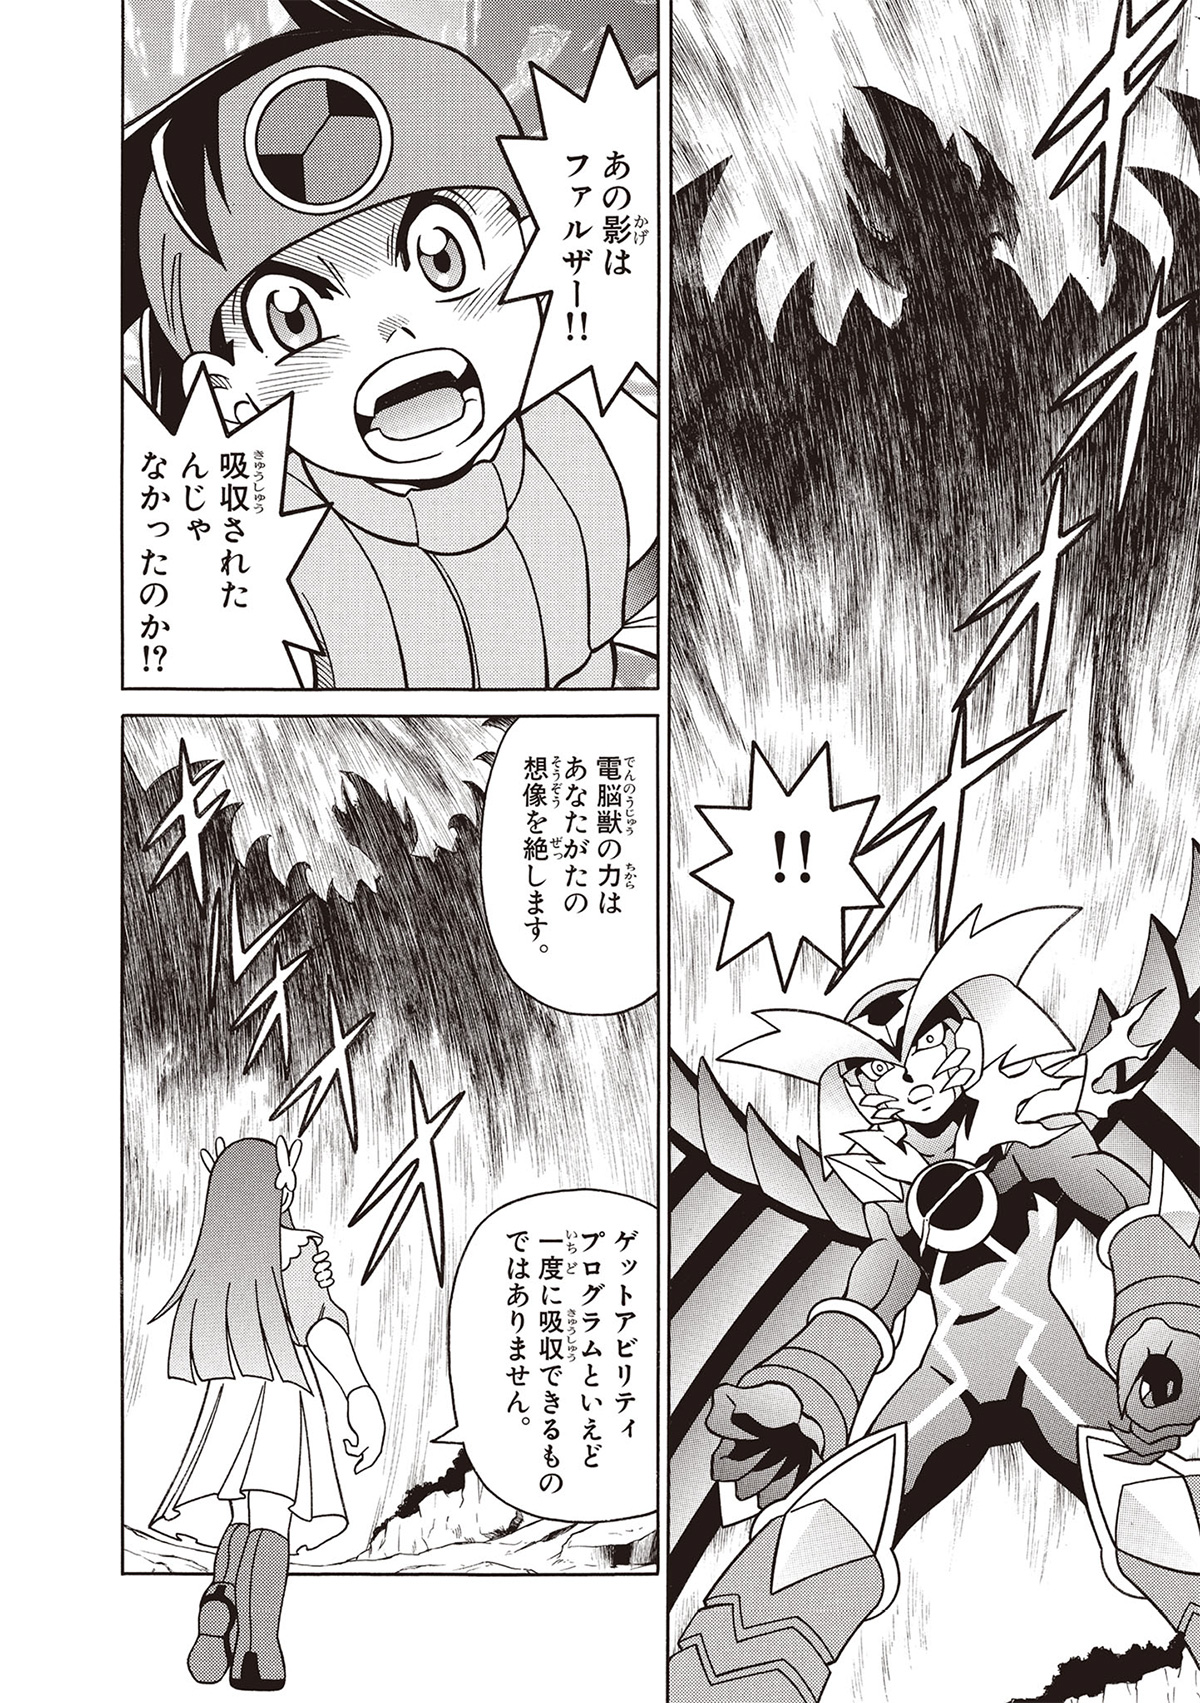 オオオオオ
!!
あの影は
ファルザー!!
吸収された
んじゃ
なかったのか!?
電脳獣の力は
あなたがたの
想像を絶します。
オオオオオ
ゲットアビリティ
プログラムといえど
一度に吸収できるもの
ではありません。